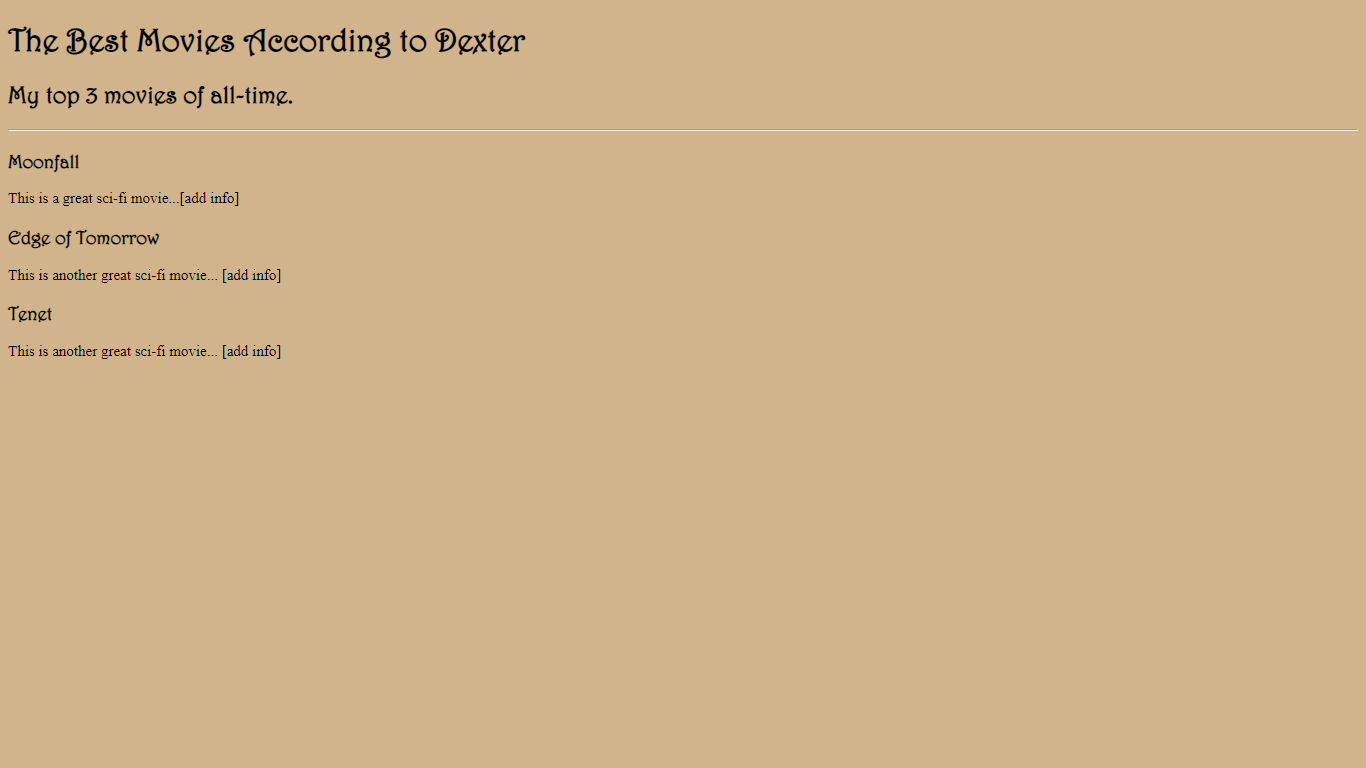 The Best Movies According to Dexter
My top 3 movies of all-time.
Moonfall
This is a great sci-fi movie...[add info]
Edge of Tomorrow
This is another great sci-fi movie... [add info]
Tenet
This is another great sci-fi movie... [add info]